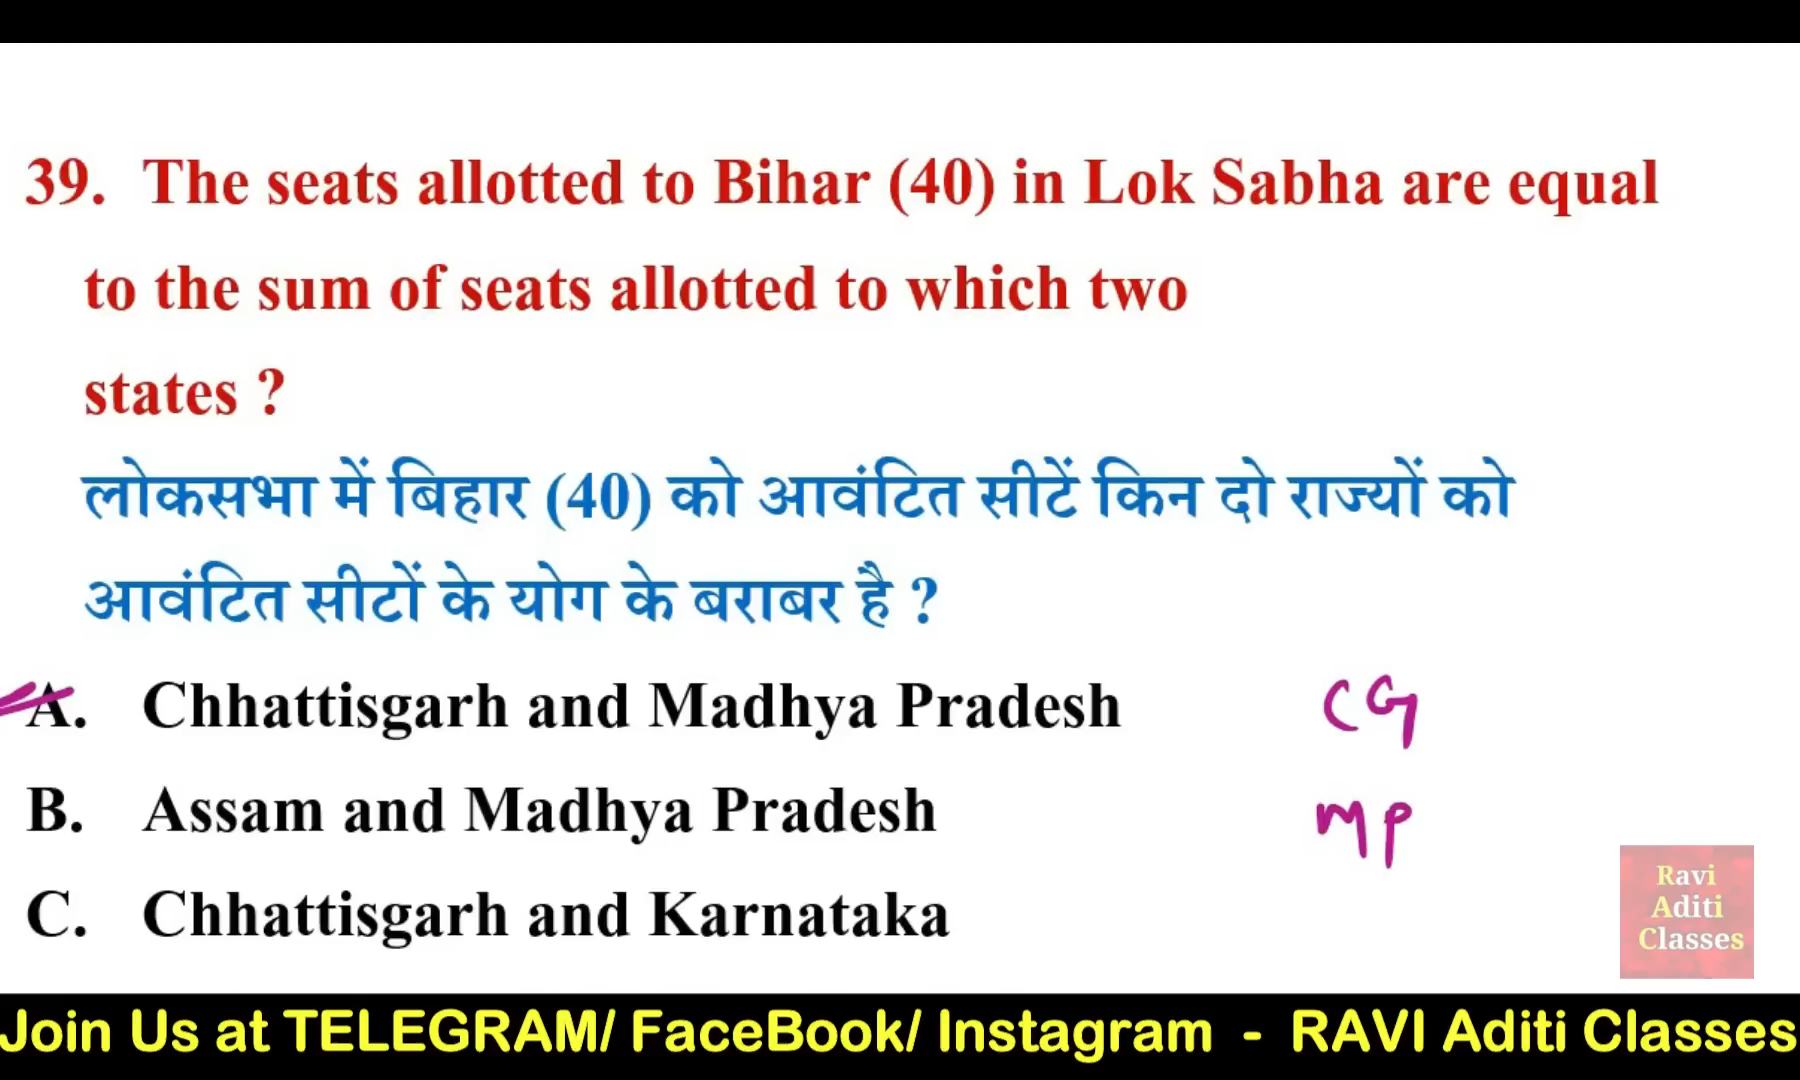 39. The seats allotted to Bihar (40) in Lok Sabha are equal
to the sum of seats allotted to which two
states ?
लोकसभा में बिहार (40) को आवंटित सीटें किन दो राज्यों को
आवंटित सीटों के योग के बराबर है ?
A. Chhattisgarh and Madhya Pradesh
CG
B. Assam and Madhya Pradesh
MP
C. Chhattisgarh and Karnataka
Ravi
Aditi
Classes
Join Us at TELEGRAM/ FaceBook/ Instagram - RAVI Aditi Classes